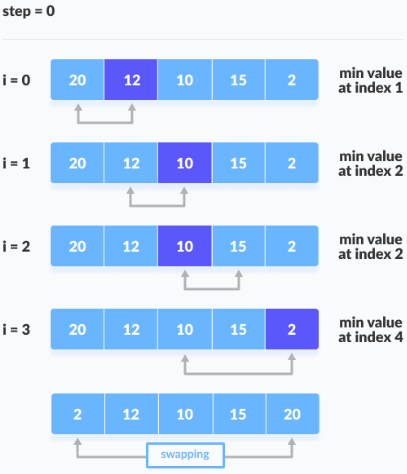 step = 0
i = 0 20 12 10 15 2 min value
at index 1
i = 1 20 12 10 15 2 min value
at index 2
i = 2 20 12 10 15 2 min value
at index 2
i = 3 20 12 10 15 2 min value
at index 4
2 12 10 15 20
swapping